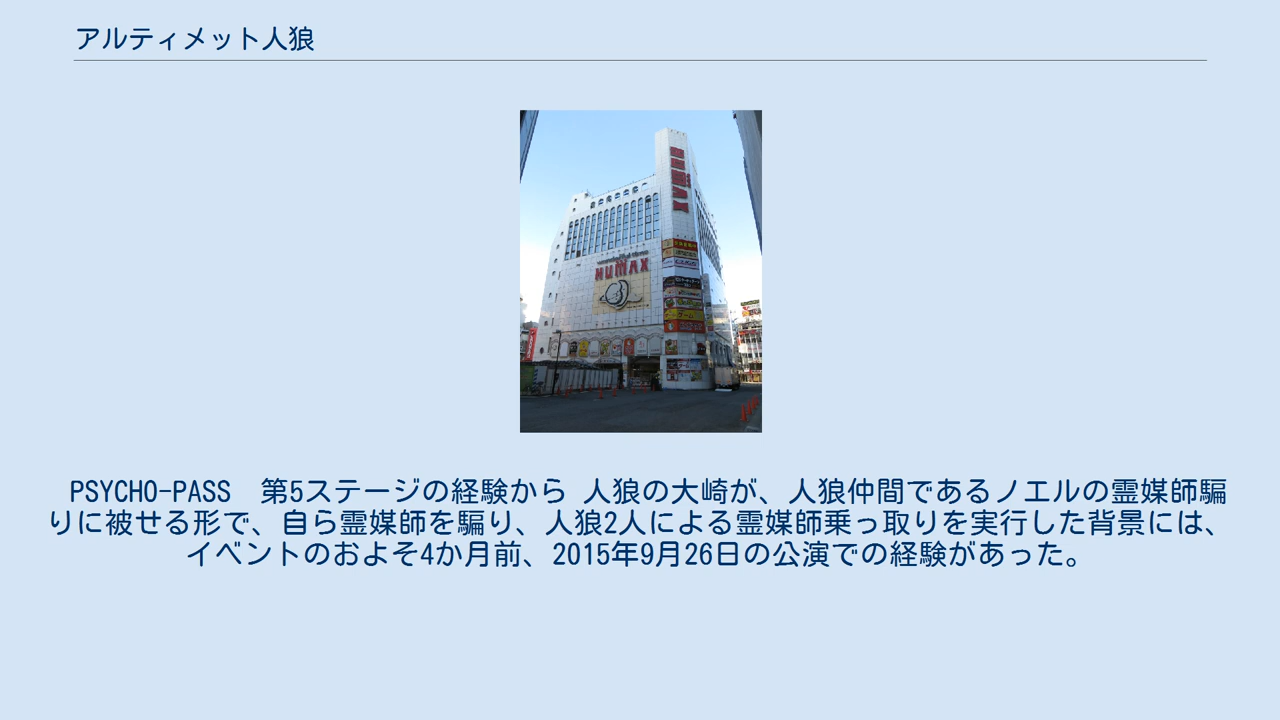 アルティメット人狼
HUMAX
HUMAX
PSYCHO-PASS　第5ステージの経験から 人狼の大崎が、人狼仲間であるノエルの霊媒師騙
りに被せる形で、自ら霊媒師を騙り、人狼2人による霊媒師乗っ取りを実行した背景には、
イベントのおよそ4か月前、2015年9月26日の公演での経験があった。